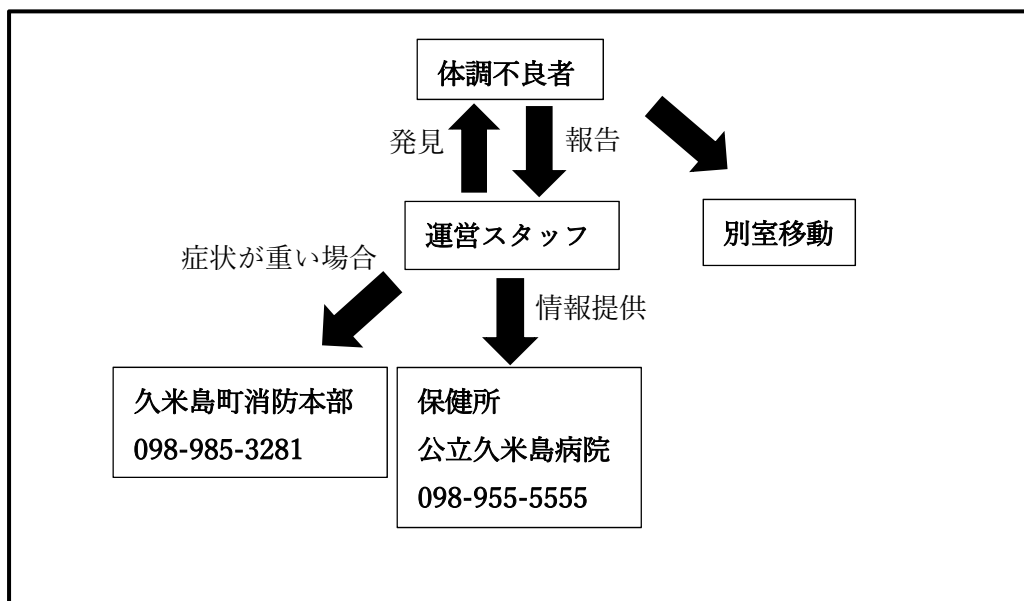 体調不良者
発見
報告
運営スタッフ
別室移動
症状が重い場合
情報提供
久米島町消防本部
098-985-3281
保健所
公立久米島病院
098-955-5555